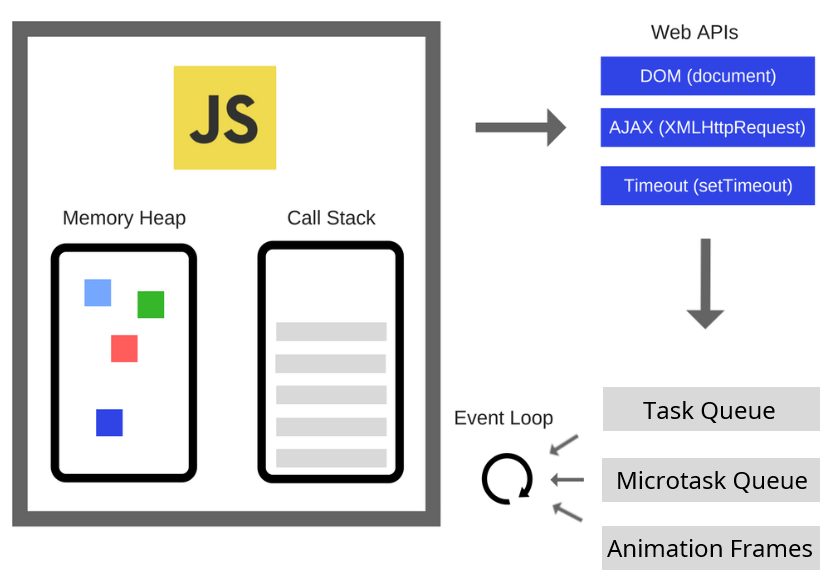 Web APIs
DOM (document)
JS
AJAX (XMLHttpRequest)
Timeout (setTimeout)
Memory Heap
Call Stack
Task Queue
Event Loop
Microtask Queue
Animation Frames